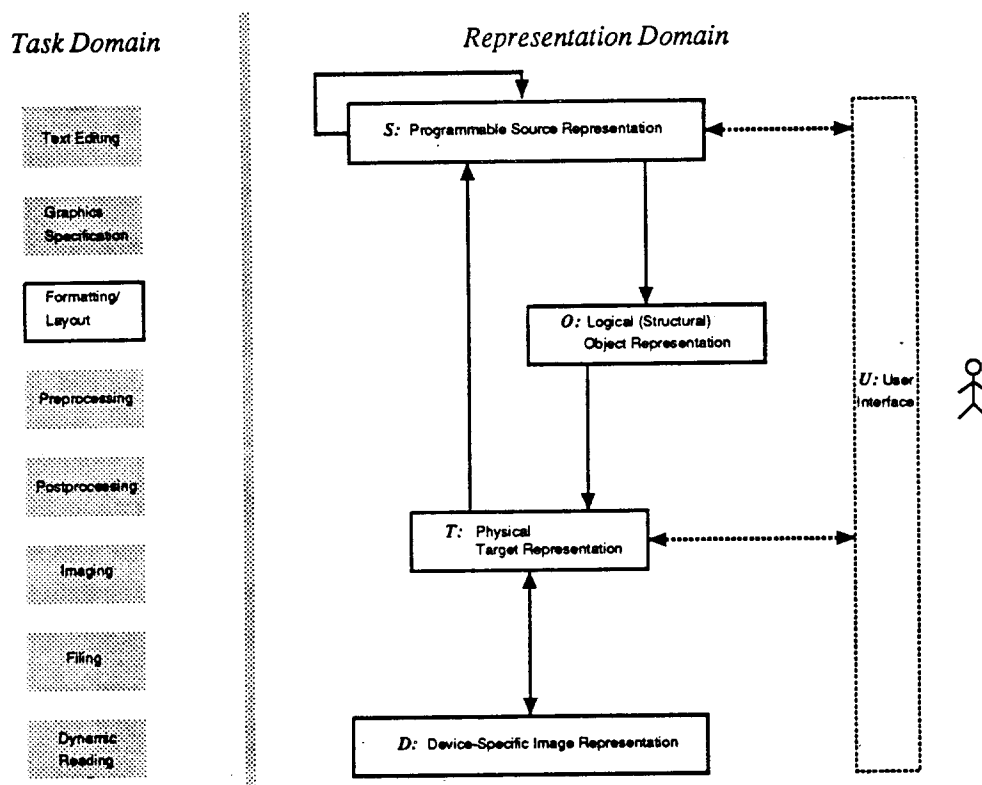 Task Domain
Representation Domain
Text Editing
Graphics
Specification
Formatting/
Layout
Preprocessing
Postprocessing
Imaging
Filing
Dynamic
Reading
S: Programmable Source Representation
O: Logical (Structural)
Object Representation
T: Physical
Target Representation
D: Device-Specific Image Representation
U: User
Interface